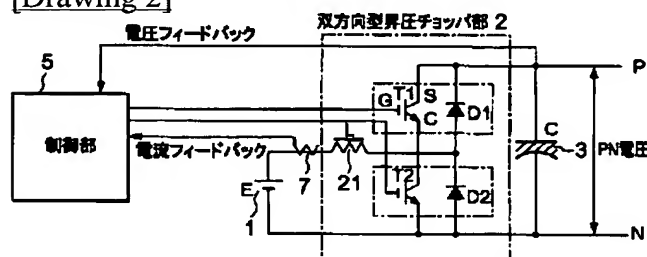 [Drawing 2]
双方向型昇圧チョッパ部 2
電圧フィードバック
5
制御部
電流フィードバック
G
T1
S
C
D1
T2
D2
7
21
E
1
C
3
P
PN電圧
N